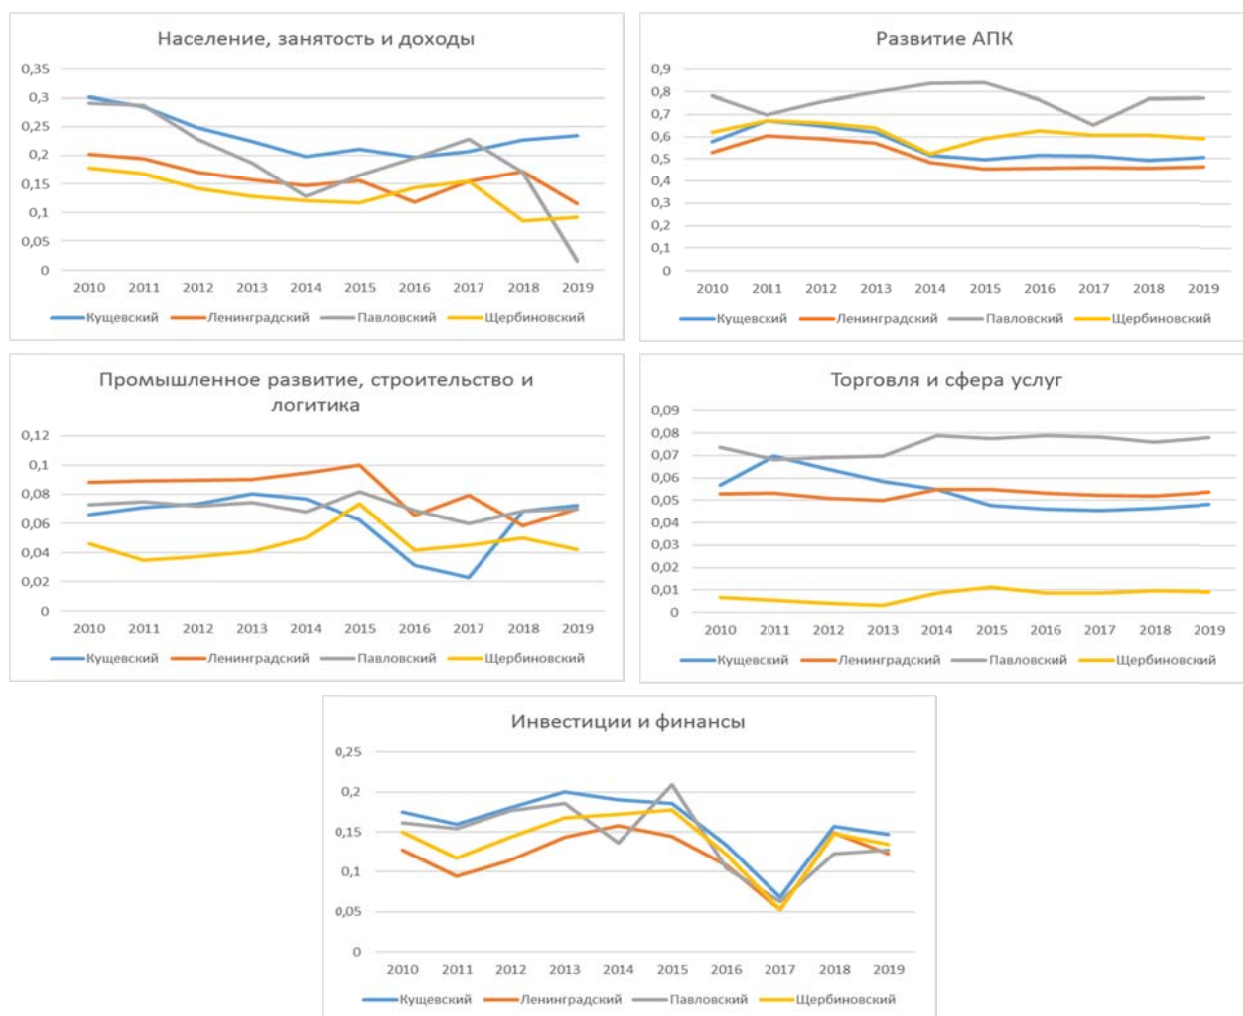 Население, занятость и доходы
0,35
0,3
0,25
0,2
0,15
0,1
0,05
0
2010 2011 2012 2013 2014 2015 2016 2017 2018 2019
Кущевский Ленинградский Павловский Щербиновский
Развитие АПК
0,9
0,8
0,7
0,6
0,5
0,4
0,3
0,2
0,1
0
2010 2011 2012 2013 2014 2015 2016 2017 2018 2019
Кущевский Ленинградский Павловский Щербиновский
Промышленное развитие, строительство и
логитика
0,12
0,1
0,08
0,06
0,04
0,02
0
2010 2011 2012 2013 2014 2015 2016 2017 2018 2019
Кущевский Ленинградский Павловский Щербиновский
Торговля и сфера услуг
0,09
0,08
0,07
0,06
0,05
0,04
0,03
0,02
0,01
0
2010 2011 2012 2013 2014 2015 2016 2017 2018 2019
Кущевский Ленинградский Павловский Щербиновский
Инвестиции и финансы
0,25
0,2
0,15
0,1
0,05
0
2010 2011 2012 2013 2014 2015 2016 2017 2018 2019
Кущевский Ленинградский Павловский Щербиновский